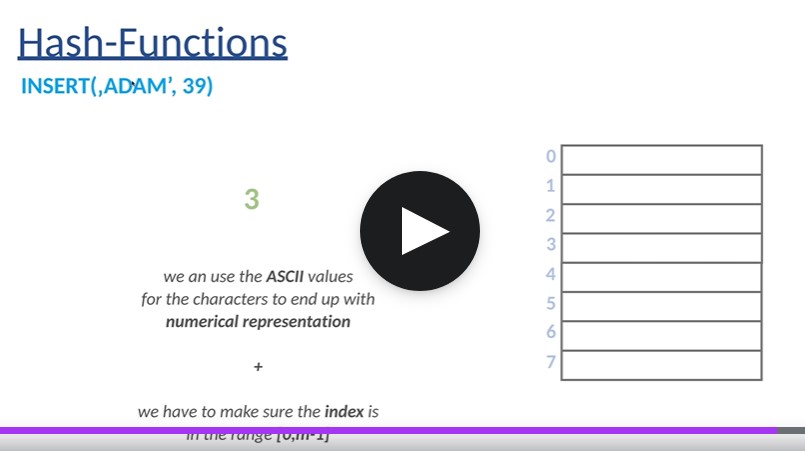 Hash-Functions
INSERT(‚ADAM’, 39)
3
we an use the ASCII values
for the characters to end up with
numerical representation
+
we have to make sure the index is
in the range [0,m-1]
0
1
2
3
4
5
6
7